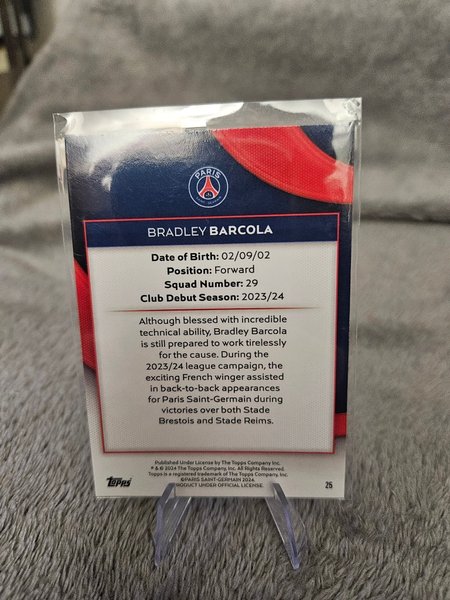 PARIS
BRADLEY BARCOLA
Date of Birth: 02/09/02
Position: Forward
Squad Number: 29
Club Debut Season: 2023/24
Although blessed with incredible
technical ability, Bradley Barcola
is still prepared to work tirelessly
for the cause. During the
2023/24 league campaign, the
exciting French winger assisted
in back-to-back appearances
for Paris Saint-Germain during
victories over both Stade
Brestois and Stade Reims.
Published Under License by The Topps Company Inc.
® & © 2024 The Topps Company, Inc. All Rights Reserved.
Topps is a registered trademark of The Topps Company, Inc.
©PARIS SAINT-GERMAIN 2024.
PRODUCT UNDER OFFICIAL LICENSE.
Topps
25